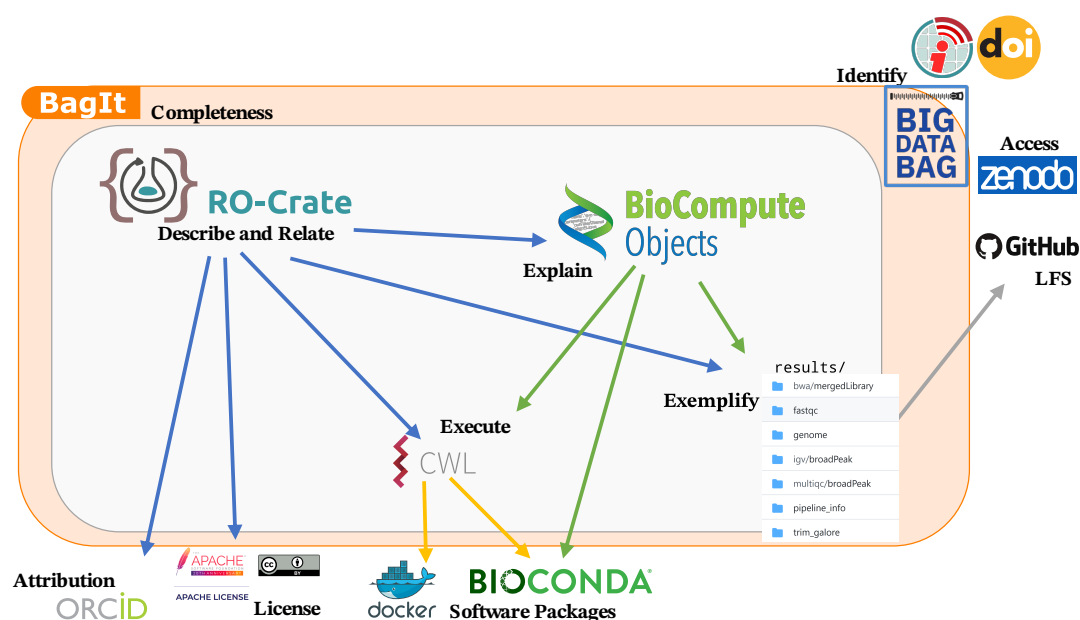 i
doi
Identify
BagIt
Completeness
BIG
DATA
BAG
Access
zenodo
RO-Crate
Describe and Relate
BioCompute
Objects
Explain
GitHub
LFS
results/
Exemplify
bwa/mergedLibrary
fastqc
genome
igv/broadPeak
multiqc/broadPeak
pipeline_info
trim_galore
Execute
CWL
Attribution
ORCiD
APACHE
APACHE LICENSE
cc
BY
License
docker
BIOCONDA
Software Packages